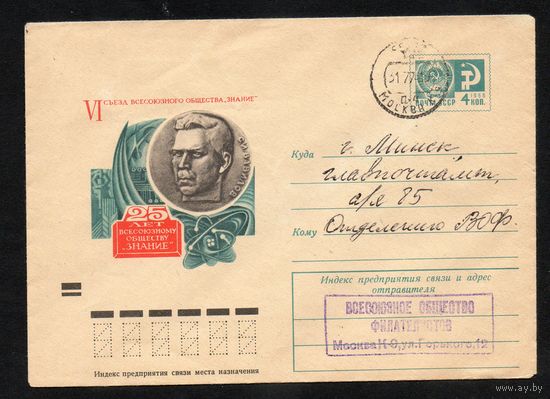 VI СЪЕЗД ВСЕСОЮЗНОГО ОБЩЕСТВА „ЗНАНИЕ"
25
ЛЕТ
ВСЕСОЮЗНОМУ
ОБЩЕСТВУ
„ЗНАНИЕ"
МОСКВА
ПОЧТА СССР
1966
4 КОП.
Куда г. Минск
главпочтамт,
а/я 85
Кому Отделение ВОФ.
Индекс предприятия связи и адрес
отправителя
ВСЕСОЮЗНОЕ ОБЩЕСТВО
ФИЛАТЕЛИСТОВ
Москва К-9, ул. Горького, 12
Индекс предприятия связи места назначения
www.ay.by